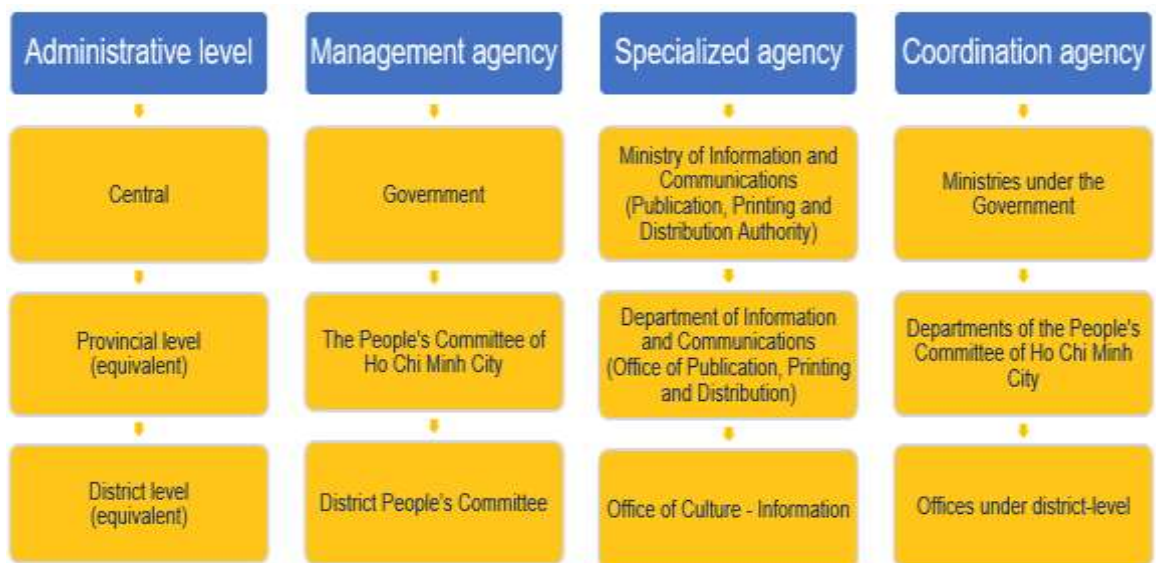 Administrative level
Management agency
Specialized agency
Coordination agency
Central
Government
Ministry of Information and
Communications
(Publication, Printing and
Distribution Authority)
Ministries under the
Government
Provincial level
(equivalent)
The People's Committee of
Ho Chi Minh City
Department of Information
and Communications
(Office of Publication, Printing
and Distribution)
Departments of the People's
Committee of Ho Chi Minh
City
District level
(equivalent)
District People's Committee
Office of Culture - Information
Offices under district-level